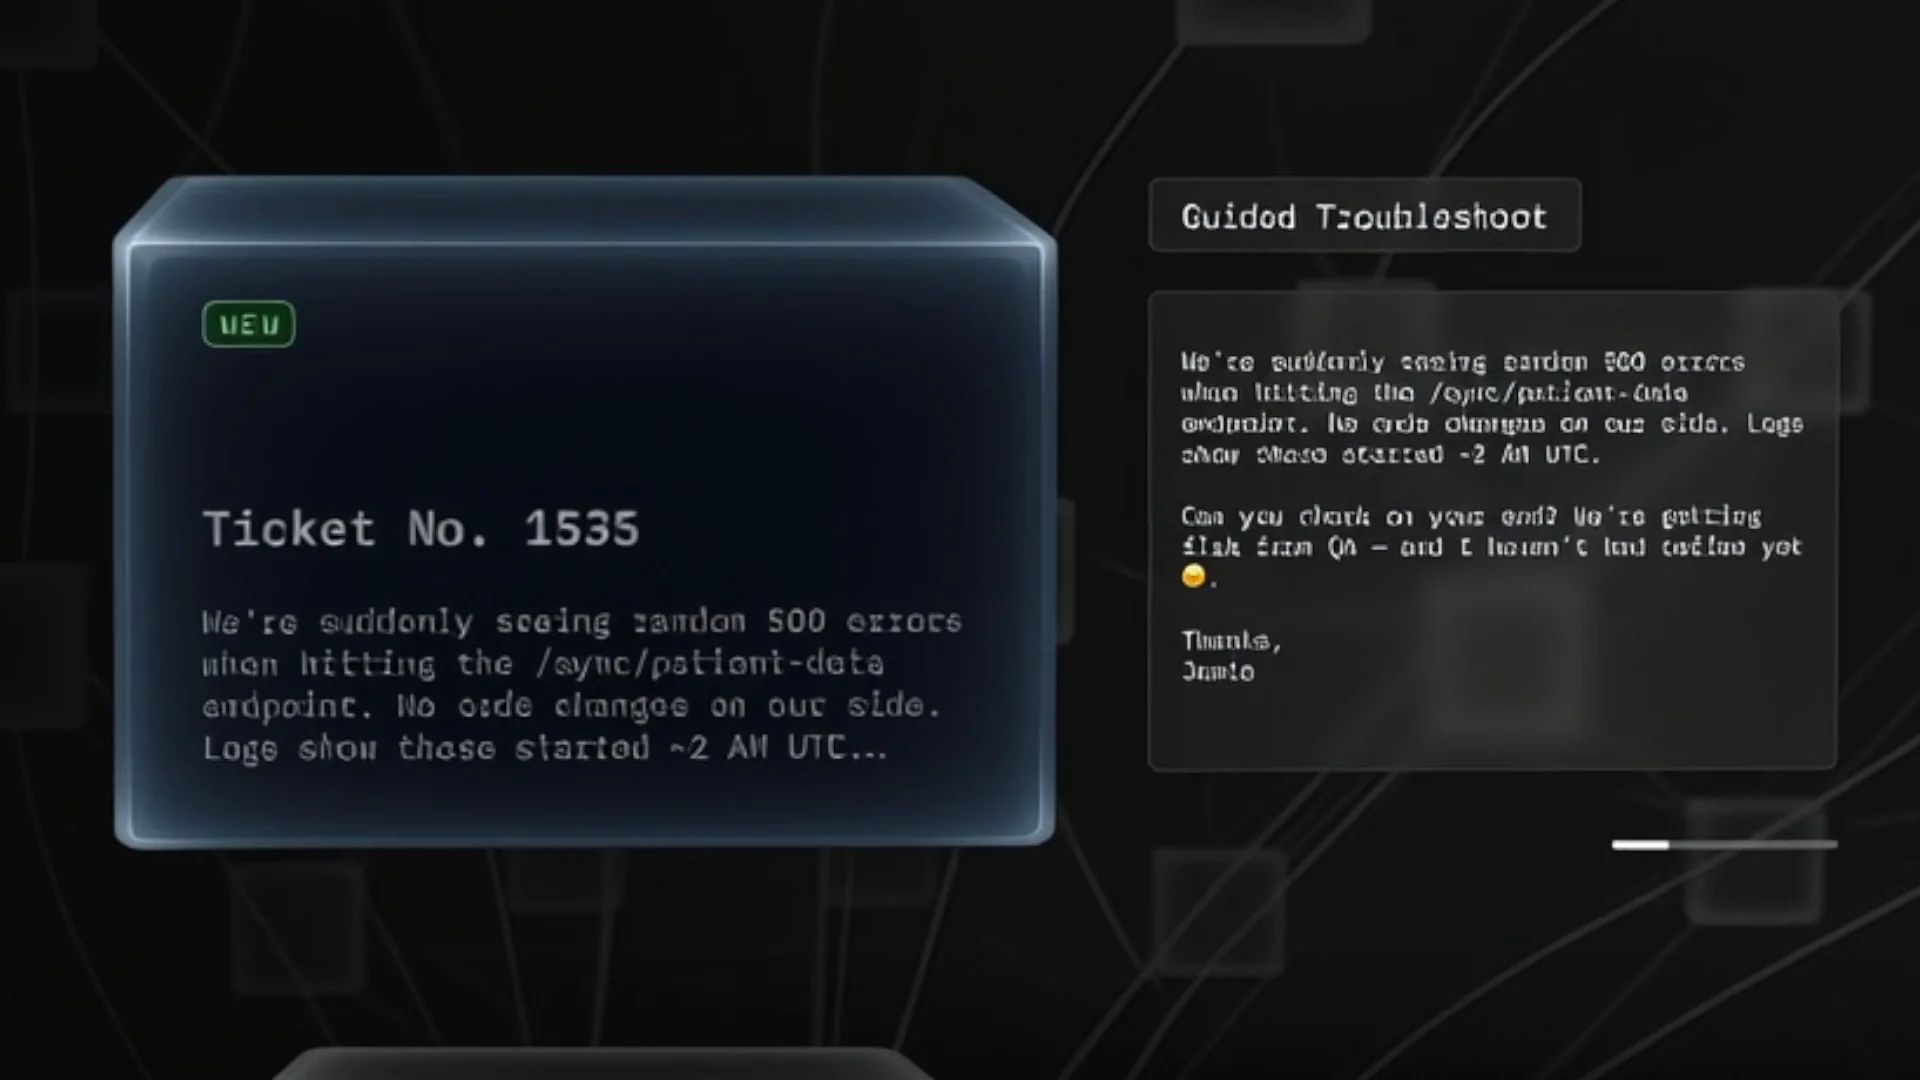 NEW
Ticket No. 1535
We're suddenly seeing random 500 errors
when hitting the /sync/patient-data
endpoint. No code changes on our side.
Logs show these started ~2 AM UTC...
Guided Troubleshoot
We're suddenly seeing random 500 errors
when hitting the /sync/patient-data
endpoint. No code changes on our side. Logs
show these started ~2 AM UTC.
Can you check on your end? We're getting
flak from QA — and I haven't had coffee yet
.
Thanks,
Jamie